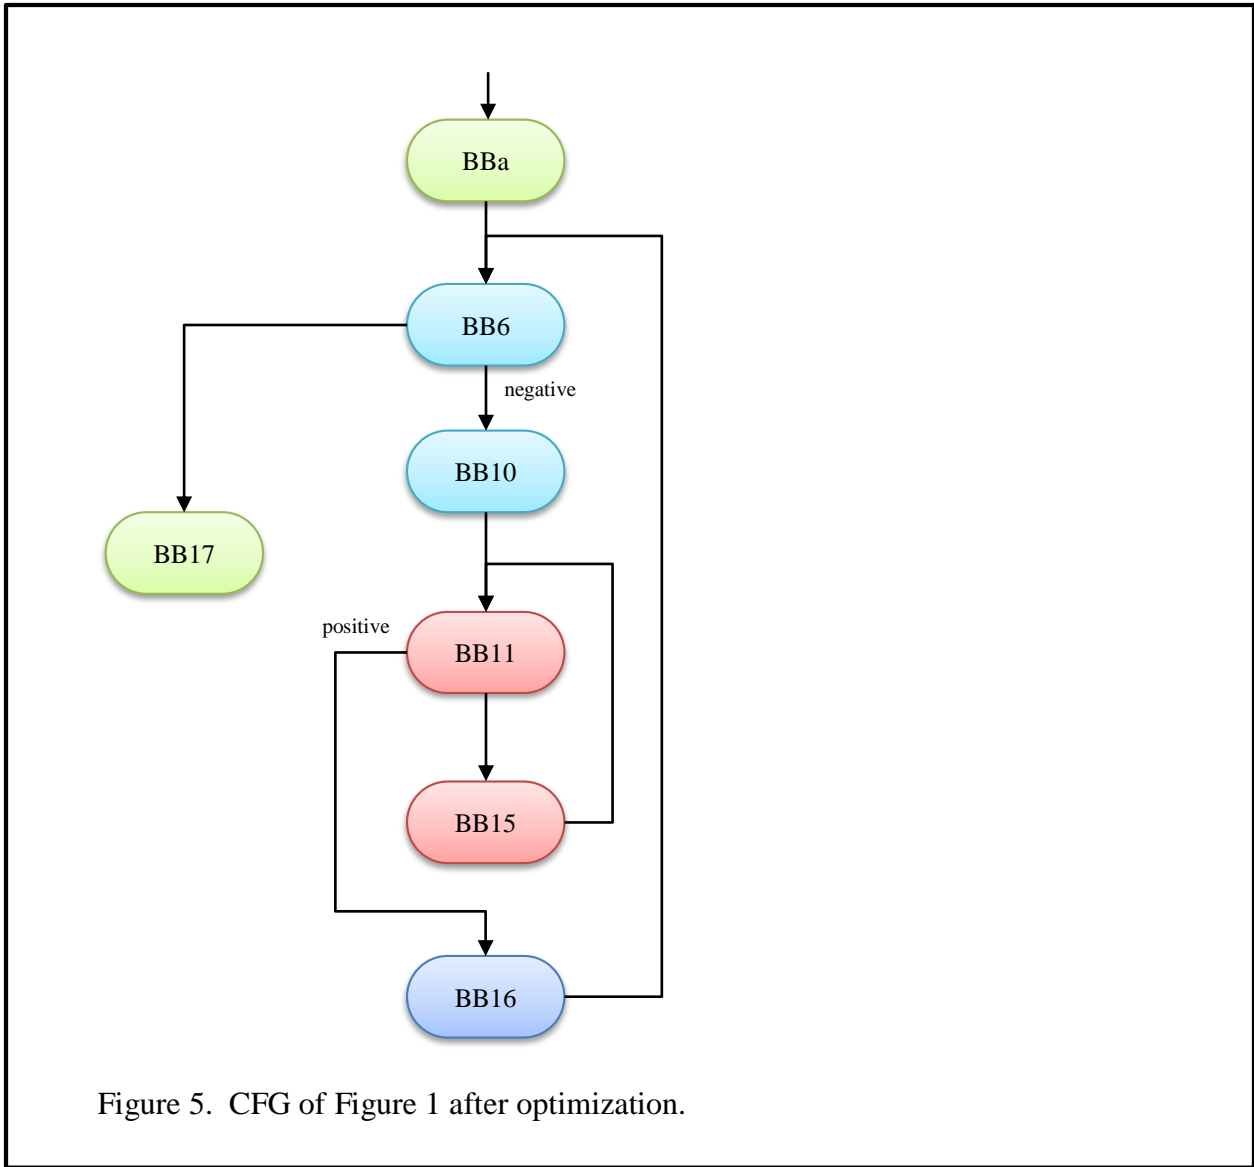 BBa
BB6
negative
BB10
BB17
positive
BB11
BB15
BB16
Figure 5.  CFG of Figure 1 after optimization.